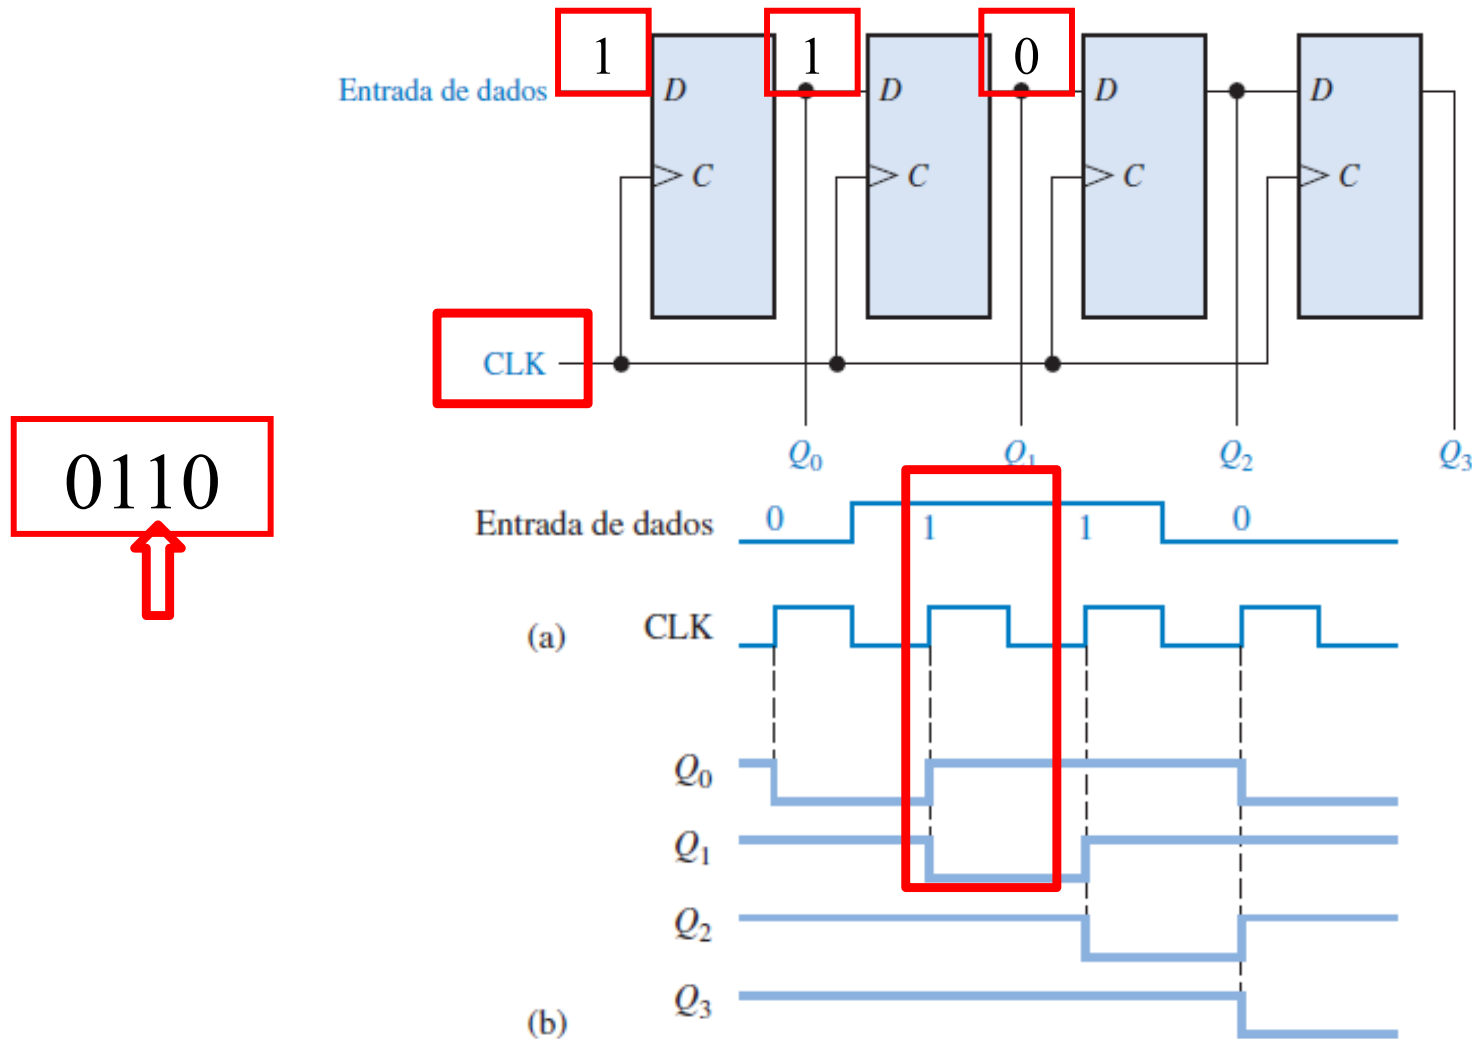 1 1 0
Entrada de dados D D D D
C C C C
CLK
0110
Q0 Q1 Q2 Q3
Entrada de dados 0 1 1 0
(a) CLK
Q0
Q1
Q2
Q3
(b)